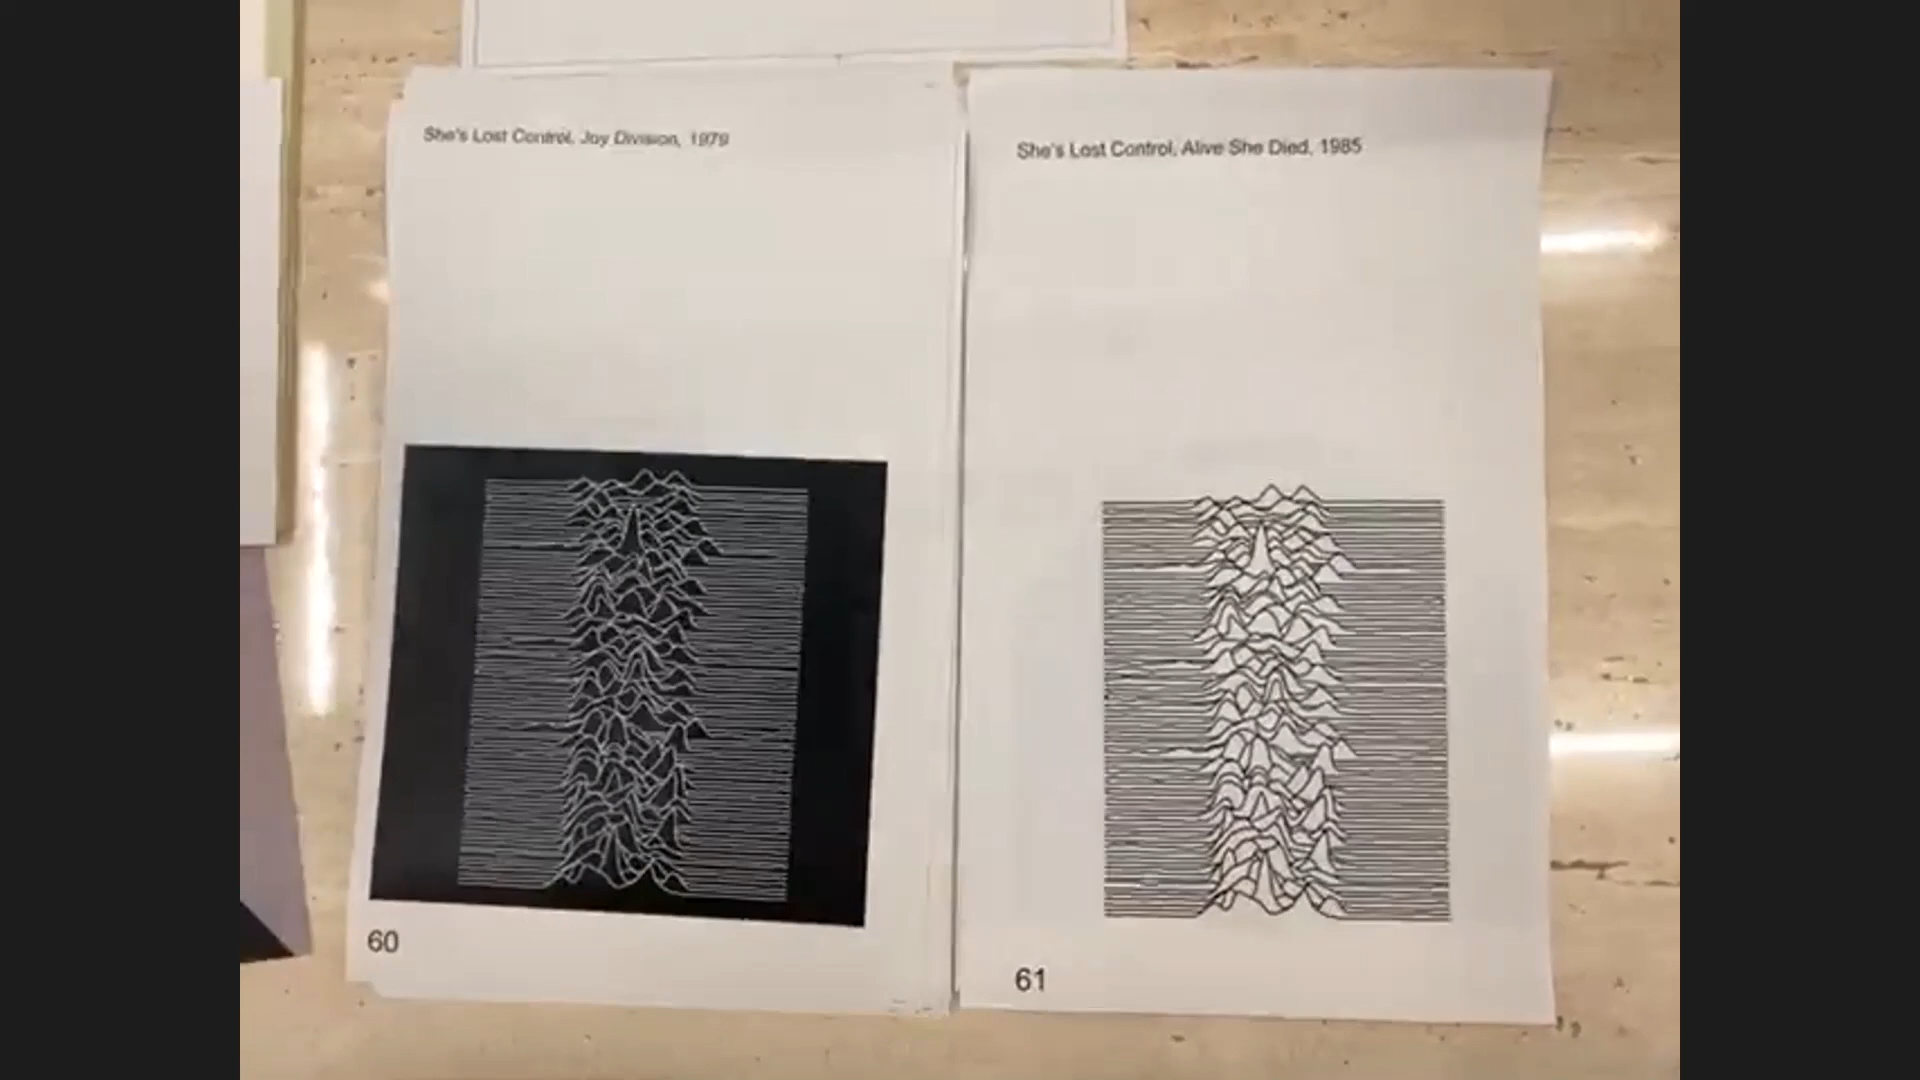 She's Lost Control, Joy Division, 1979
She's Lost Control, Alive She Died, 1985
60
61